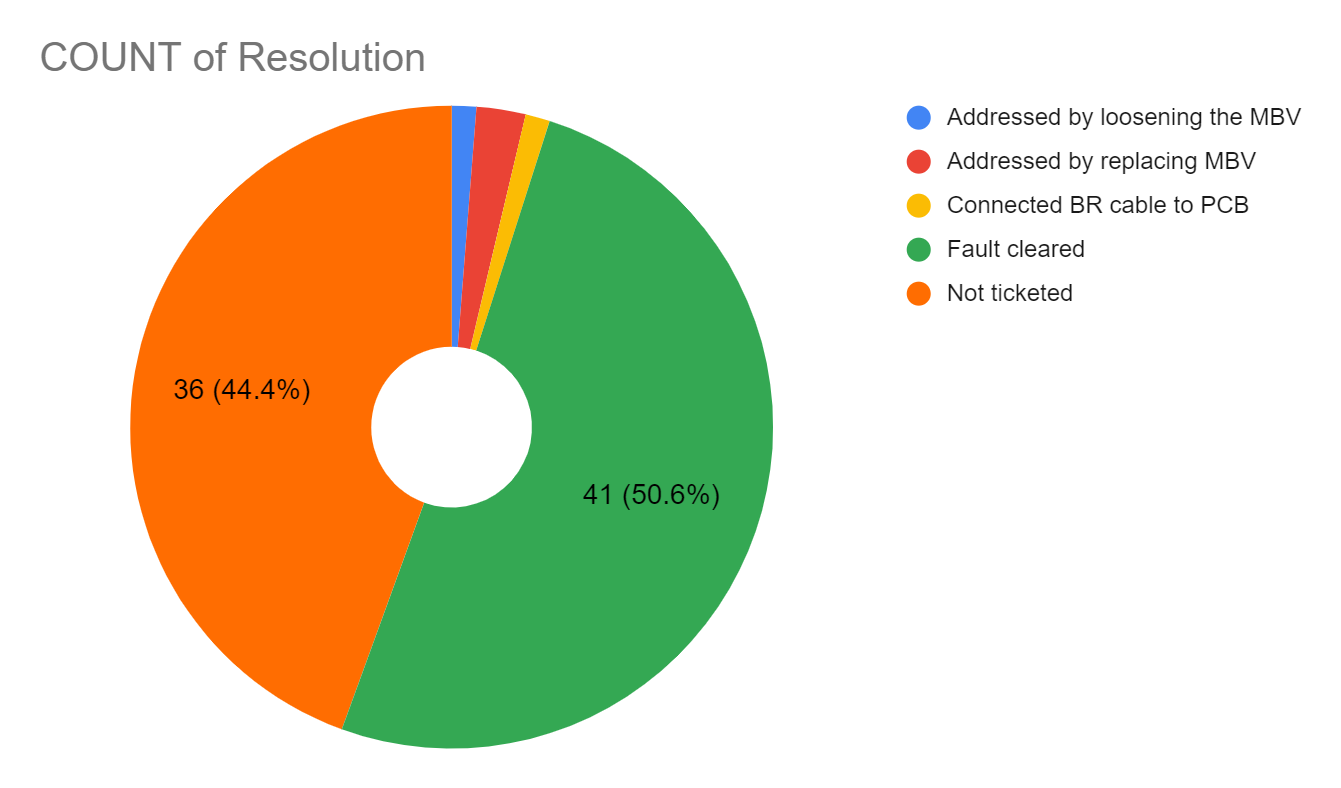 COUNT of Resolution
Addressed by loosening the MBV
Addressed by replacing MBV
Connected BR cable to PCB
Fault cleared
Not ticketed
36 (44.4%)
41 (50.6%)